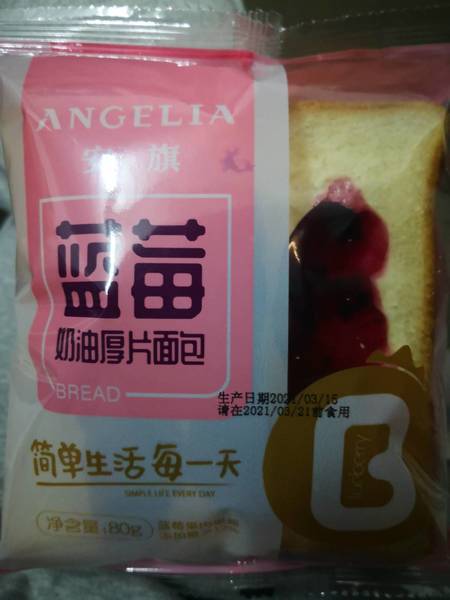 ANGELIA
安 旗
蓝莓
奶油厚片面包
BREAD
生产日期2021/03/15
请在2021/03/21前食用
简单生活每一天
SIMPLE LIFE EVERY DAY
净含量:80g
B